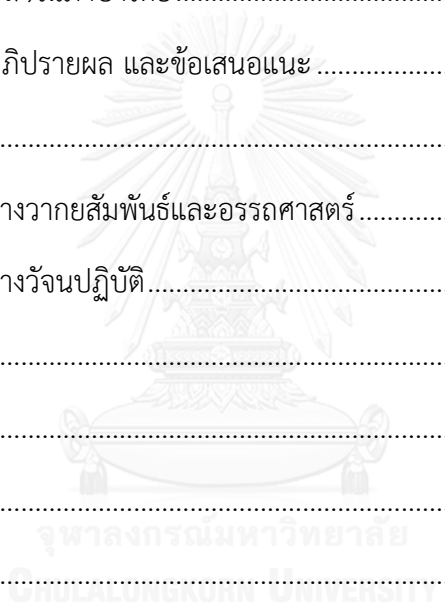 ภิปรายผล และข้อเสนอแนะ ..................
..................................................
างวากยสัมพันธ์และอรรถศาสตร์ .............
างวัจนปฏิบัติ ..................................
..................................................
..................................................
..................................................
จุฬาลงกรณ์มหาวิทยาลัย
..................................................
CHULALONGKORN UNIVERSITY